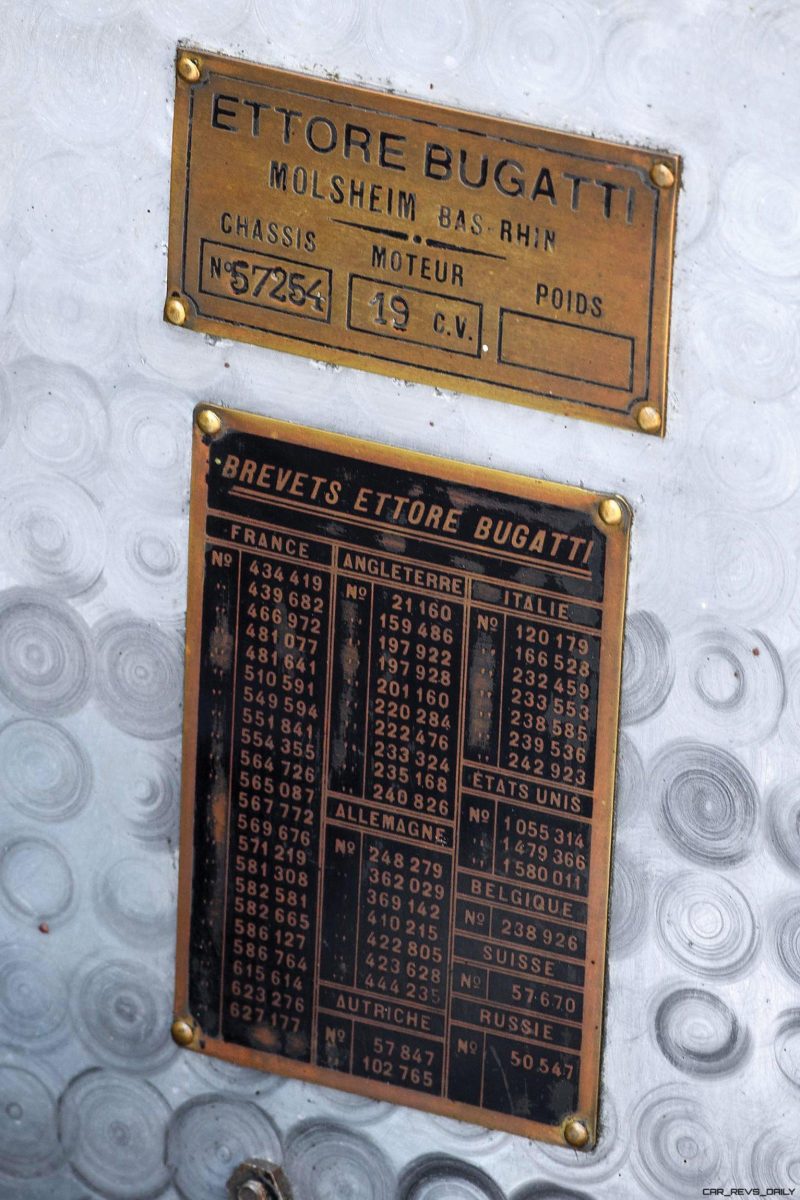 ETTORE BUGATTI
MOLSHEIM BAS-RHIN
CHASSIS MOTEUR POIDS
Nº 57254 19 C.V.
BREVETS ETTORE BUGATTI
FRANCE
Nº 434 419
439 682
466 972
481 077
481 641
510 591
549 594
551 841
554 355
564 726
565 087
567 772
569 676
571 219
581 308
582 581
582 665
586 127
586 764
615 614
623 276
627 177
ANGLETERRE
Nº 21 160
159 486
197 922
197 928
201 160
220 284
222 476
233 324
235 168
240 826
ALLEMAGNE
Nº 248 279
362 029
369 142
410 215
422 805
423 628
444 235
AUTRICHE
Nº 57 847
102 765
ITALIE
Nº 120 179
166 528
232 459
233 553
238 585
239 536
242 923
ÉTATS UNIS
Nº 1 055 314
1 479 366
1 580 011
BELGIQUE
Nº 238 926
SUISSE
Nº 57.670
RUSSIE
Nº 50.547
CAR_REVS_DAILY